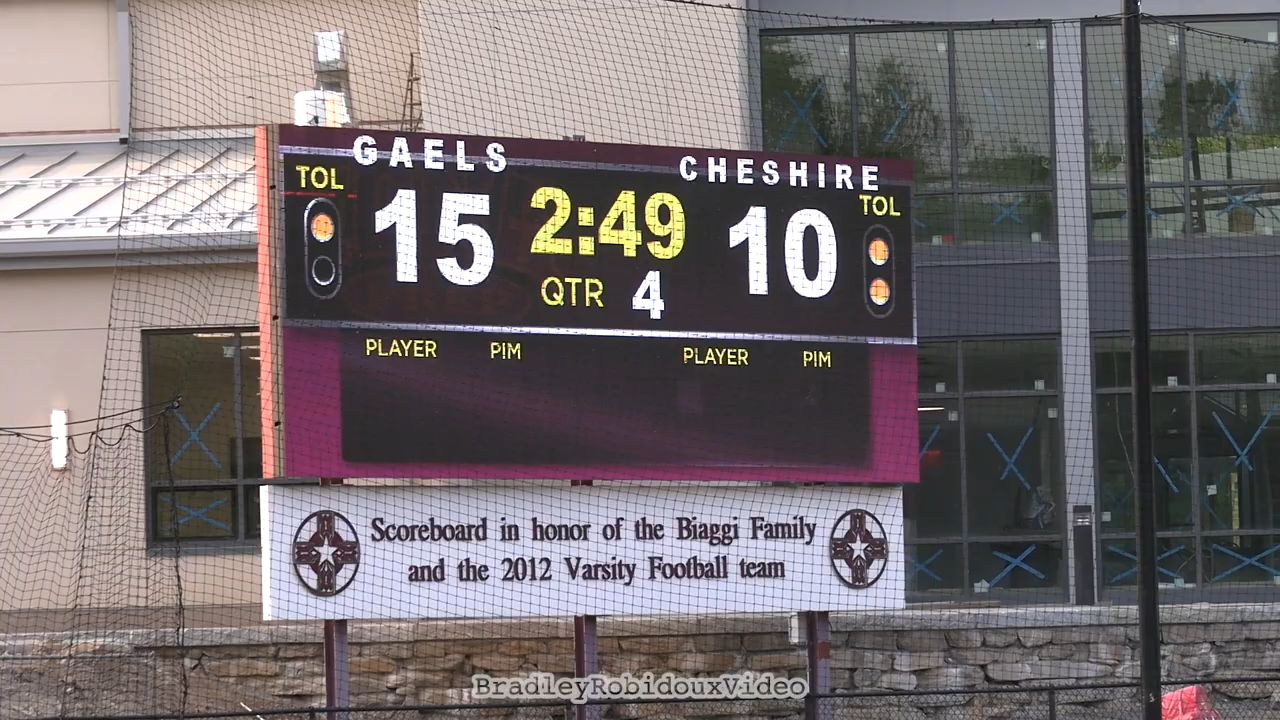 GAELS CHESHIRE
TOL 15 2:49 10 TOL
QTR 4
PLAYER PIM PLAYER PIM
Scoreboard in honor of the Biaggi Family
and the 2012 Varsity Football team
BradleyRobidouxVideo